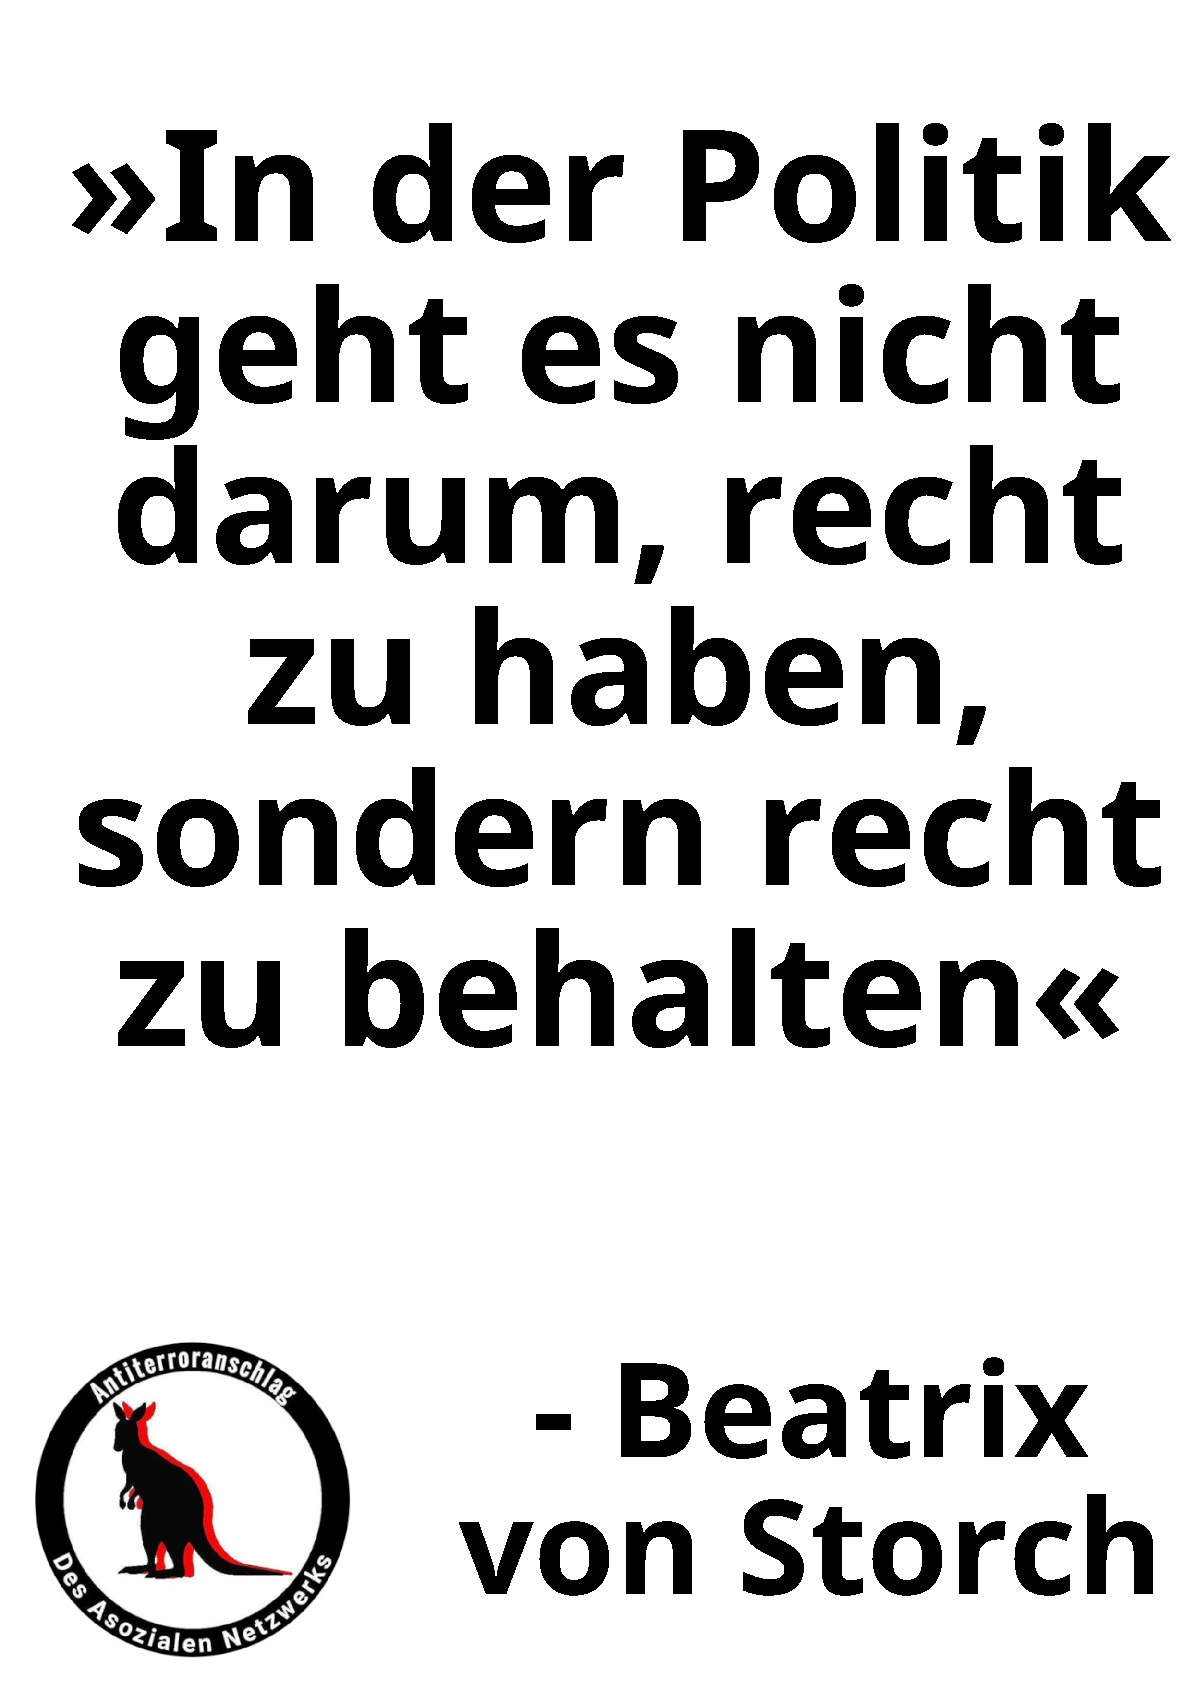 »In der Politik
geht es nicht
darum, recht
zu haben,
sondern recht
zu behalten«
- Beatrix
von Storch
Antiterroranschlag
Des Asozialen Netzwerks